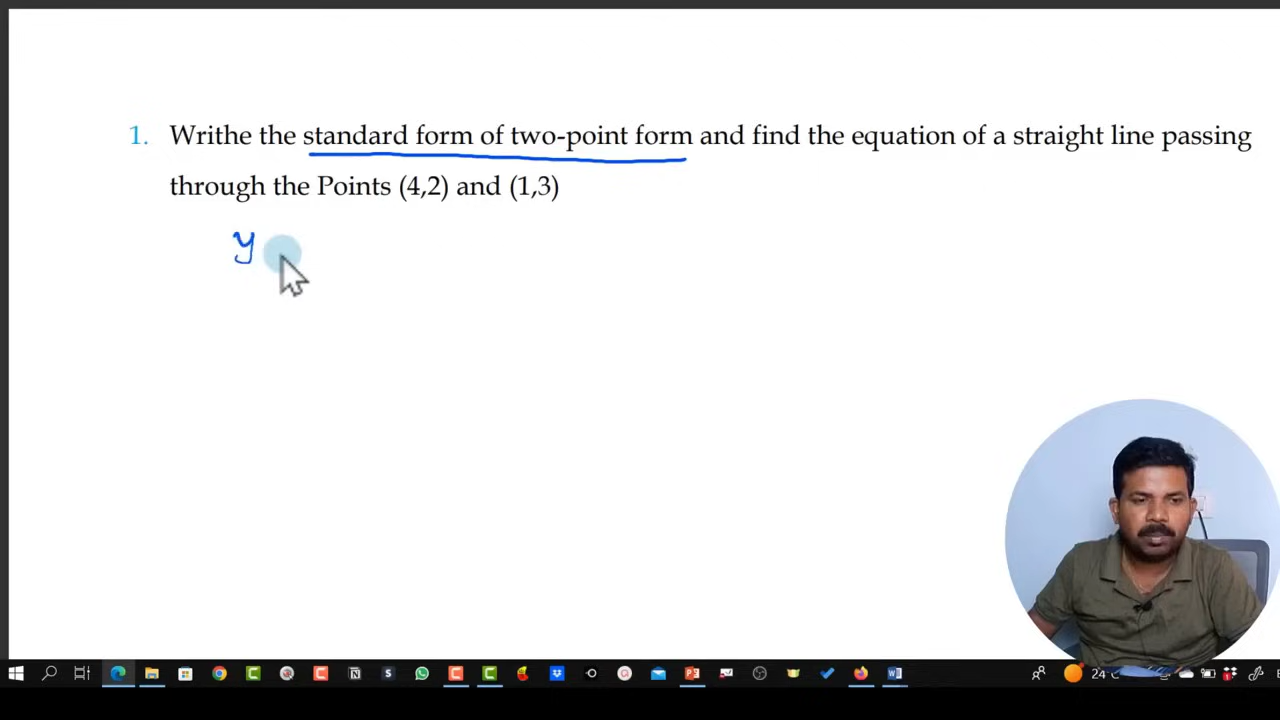 1. Writhe the standard form of two-point form and find the equation of a straight line passing
through the Points (4,2) and (1,3)
y
24°C